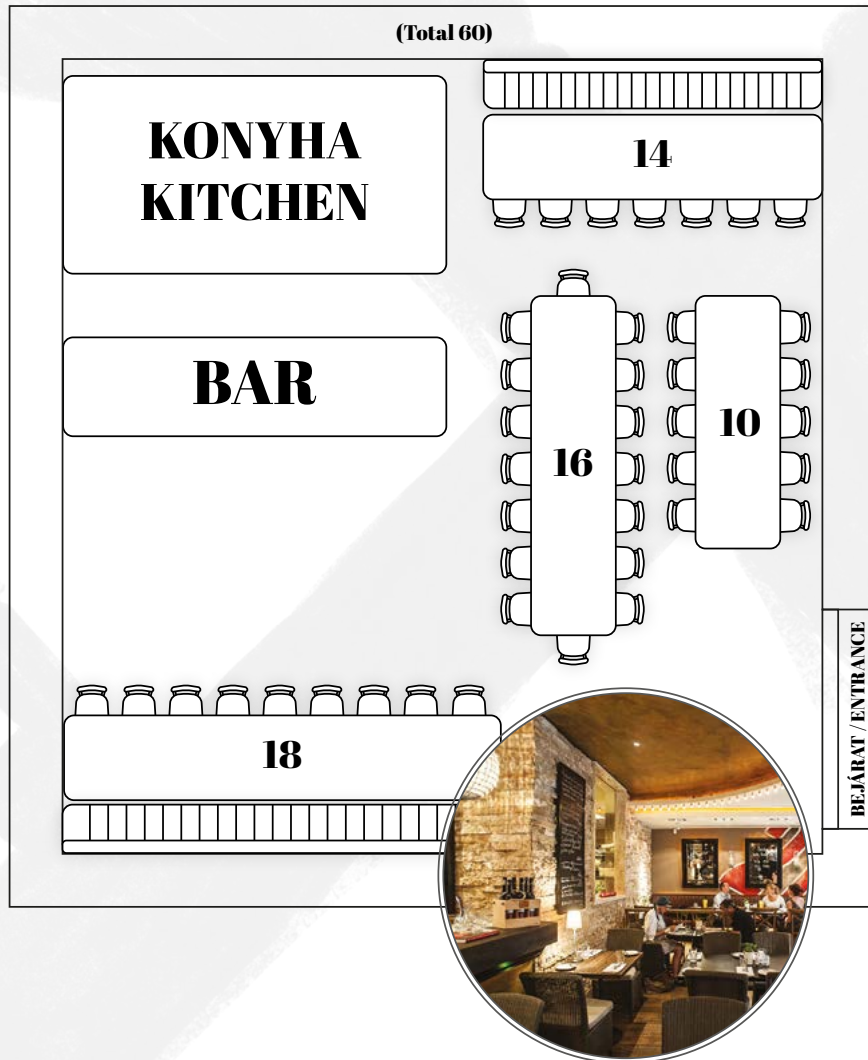 (Total 60)
KONYHA
KITCHEN
14
BAR
16
10
BEJÁRAT / ENTRANCE
18